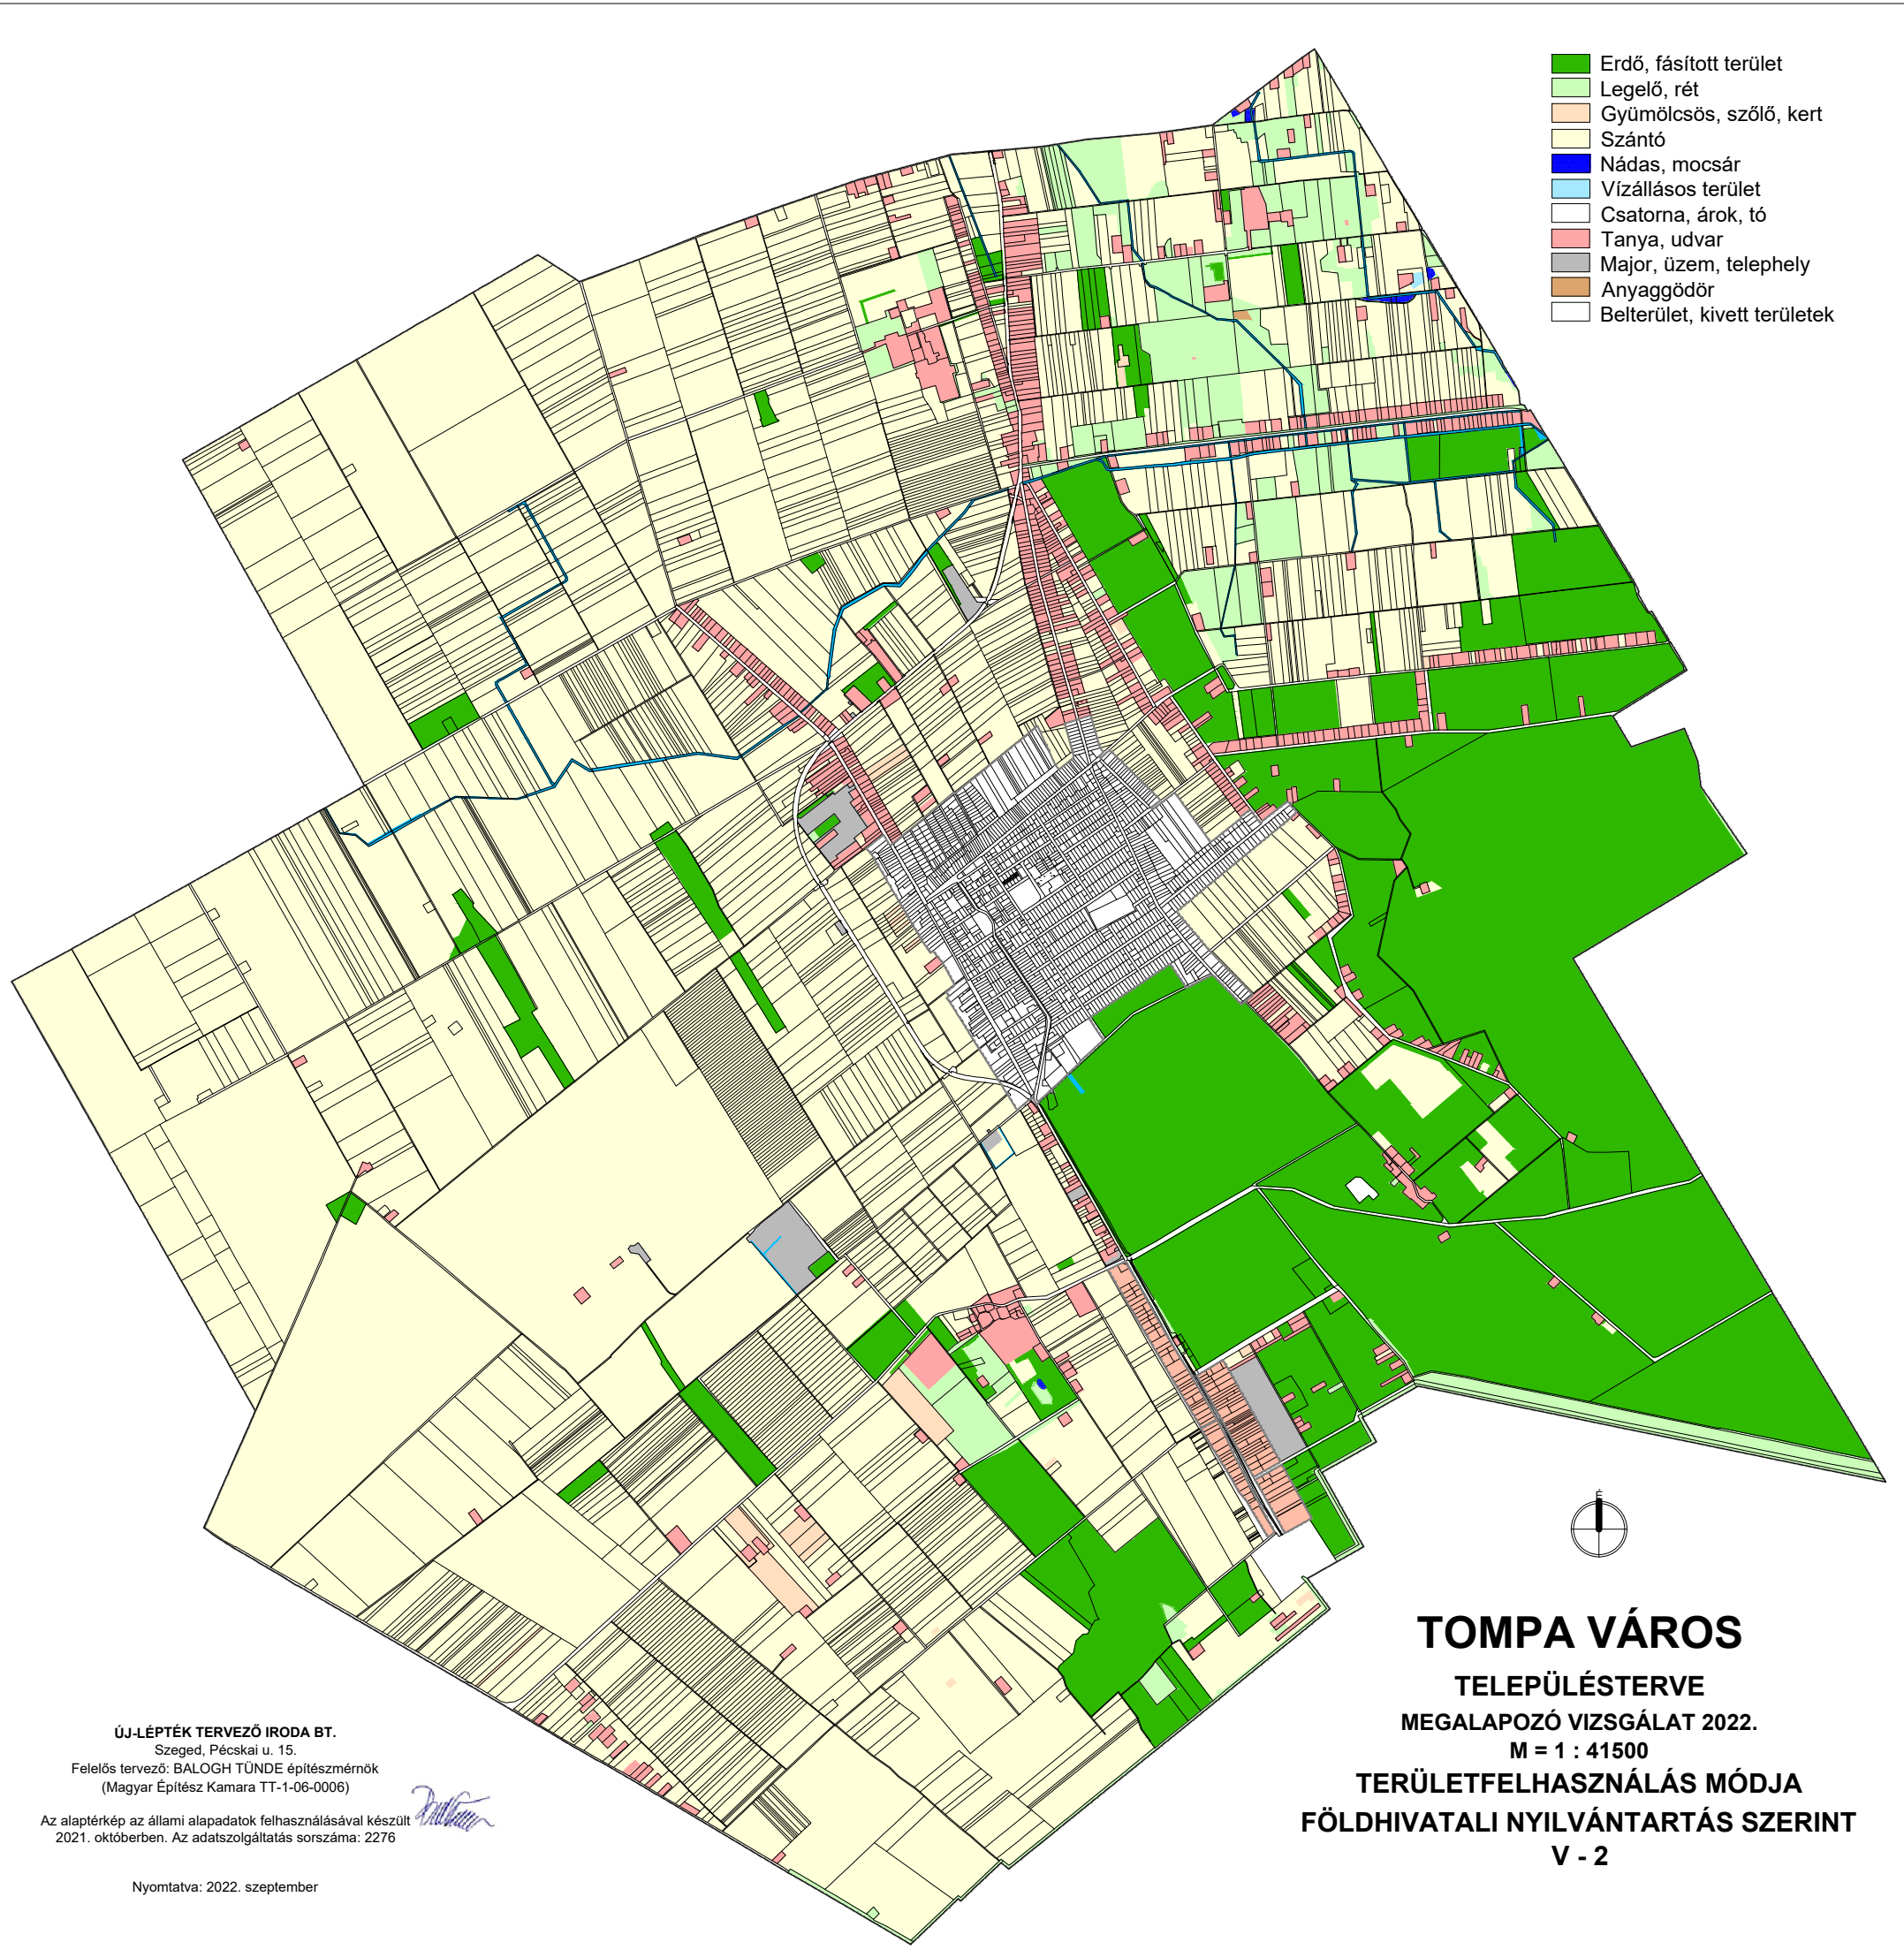 Erdő, fásított terület
Legelő, rét
Gyümölcsös, szőlő, kert
Szántó
Nádas, mocsár
Vízállásos terület
Csatorna, árok, tó
Tanya, udvar
Major, üzem, telephely
Anyaggödör
Belterület, kivett területek
É
TOMPA VÁROS
TELEPÜLÉSTERVE
MEGALAPOZÓ VIZSGÁLAT 2022.
M = 1 : 41500
TERÜLETFELHASZNÁLÁS MÓDJA
FÖLDHIVATALI NYILVÁNTARTÁS SZERINT
V - 2
ÚJ-LÉPTÉK TERVEZŐ IRODA BT.
Szeged, Pécskai u. 15.
Felelős tervező: BALOGH TÜNDE építészmérnök
(Magyar Építész Kamara TT-1-06-0006)
Az alaptérkép az állami alapadatok felhasználásával készült
2021. októberben. Az adatszolgáltatás sorszáma: 2276
Nyomtatva: 2022. szeptember